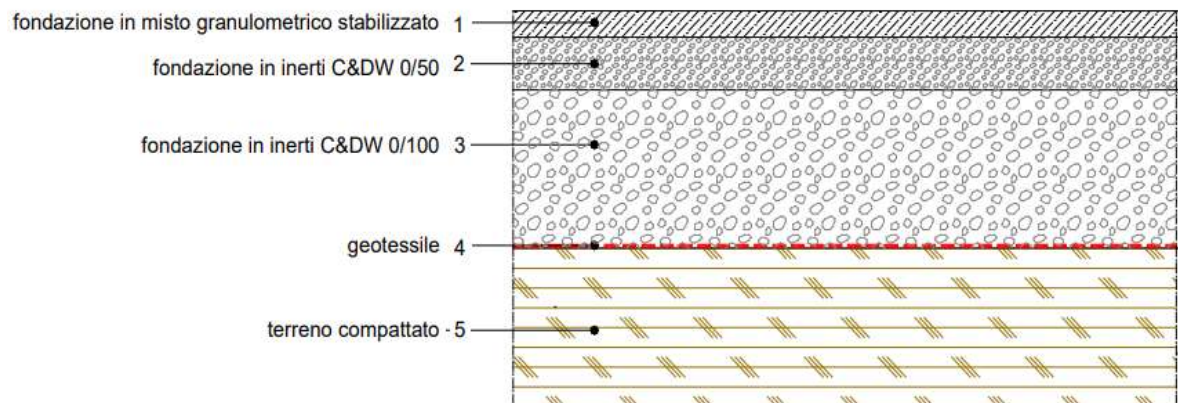 fondazione in misto granulometrico stabilizzato 1
fondazione in inerti C&DW 0/50 2
fondazione in inerti C&DW 0/100 3
geotessile 4
terreno compattato - 5